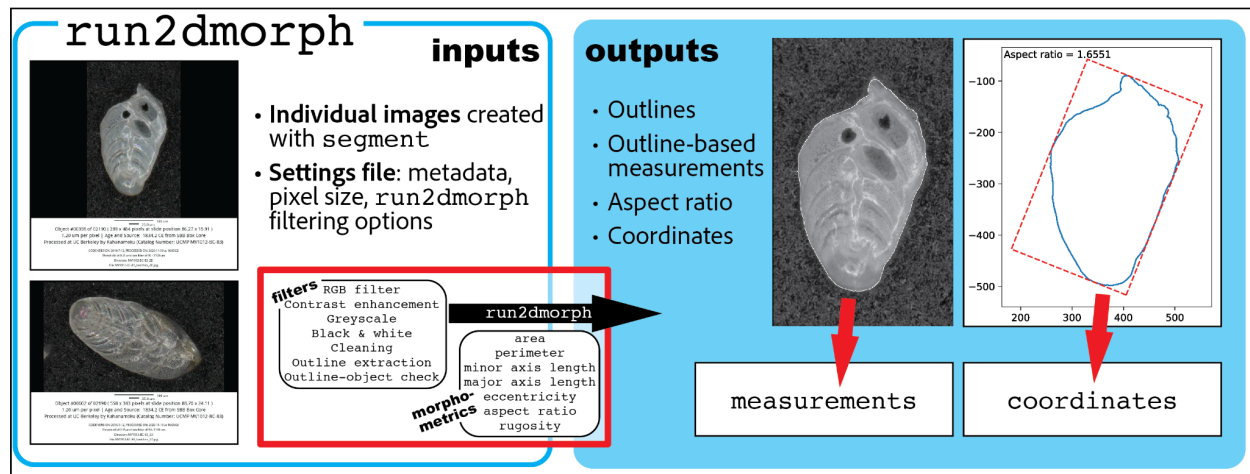 run2dmorph
inputs
• Individual images created
with segment
• Settings file: metadata,
pixel size, run2dmorph
filtering options
filters
RGB filter
Contrast enhancement
Greyscale
Black & white
Cleaning
Outline extraction
Outline-object check
run2dmorph
morpho-
metrics
area
perimeter
minor axis length
major axis length
eccentricity
aspect ratio
rugosity
outputs
• Outlines
• Outline-based
measurements
• Aspect ratio
• Coordinates
Aspect ratio = 1.6551
−100
−200
−300
−400
−500
200
300
400
500
measurements
coordinates